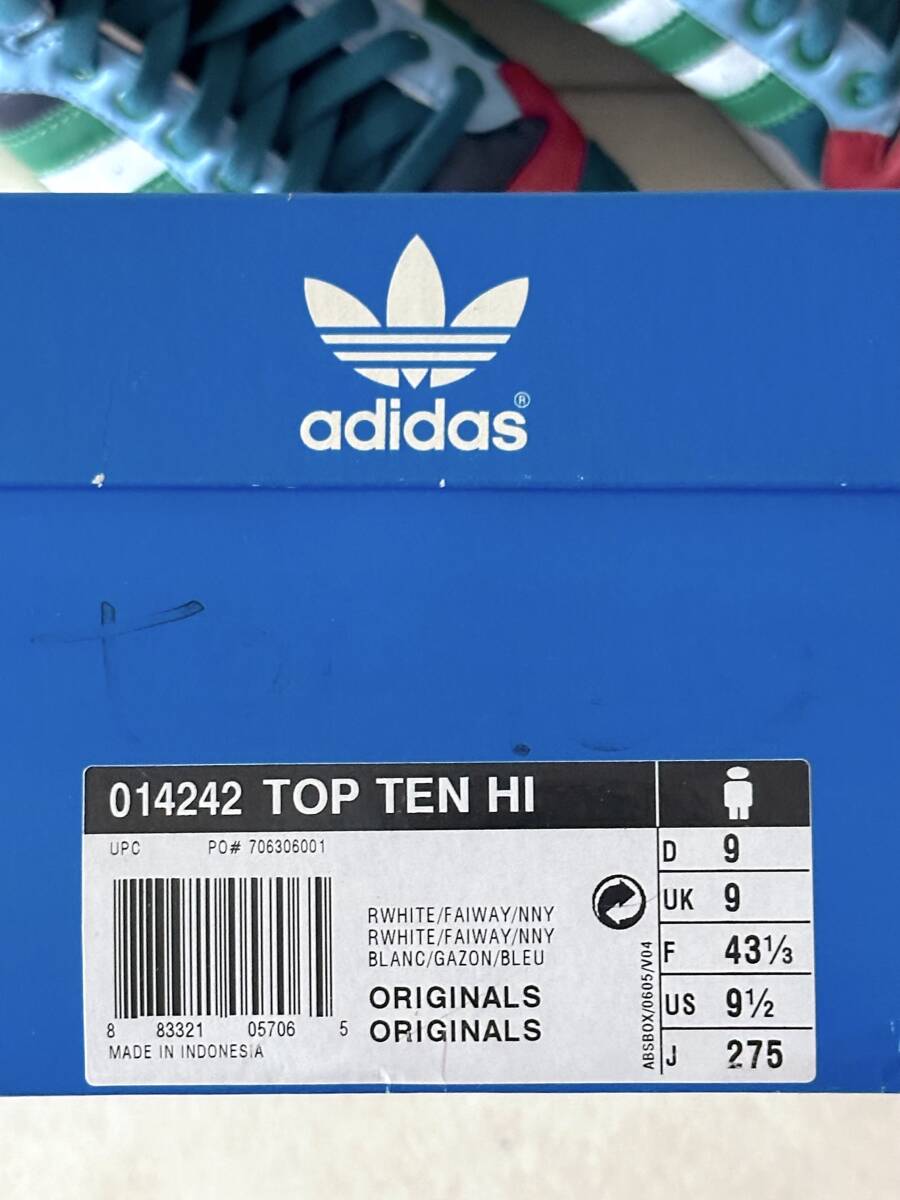 adidas®
014242 TOP TEN HI
UPC PO# 706306001
RWHITE/FAIWAY/NNY
RWHITE/FAIWAY/NNY
BLANC/GAZON/BLEU
ORIGINALS
ORIGINALS
8 83321 05706 5
MADE IN INDONESIA
ABSBOX/0605/V04
D 9
UK 9
F 43⅓
US 9½
J 275